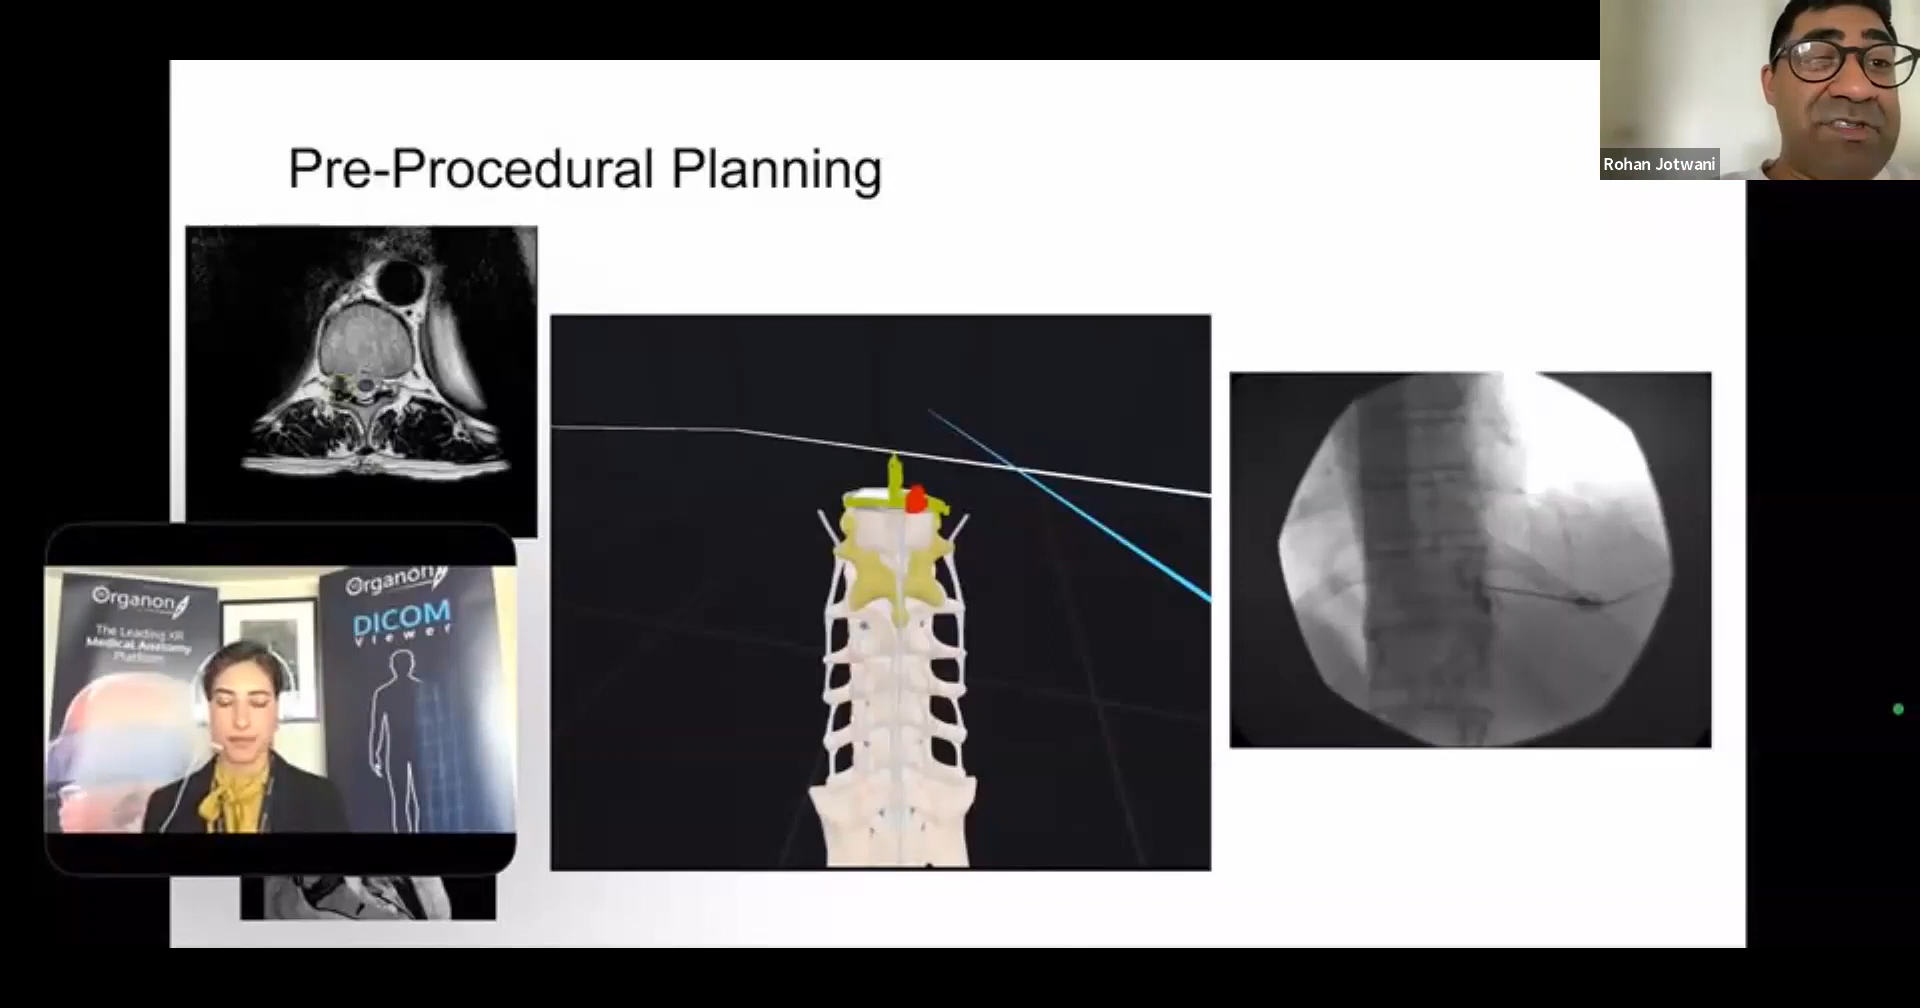 Pre-Procedural Planning
Rohan Jotwani
Organon
The Leading XR
Medical Anatomy
Platform
Organon
DICOM
Viewer